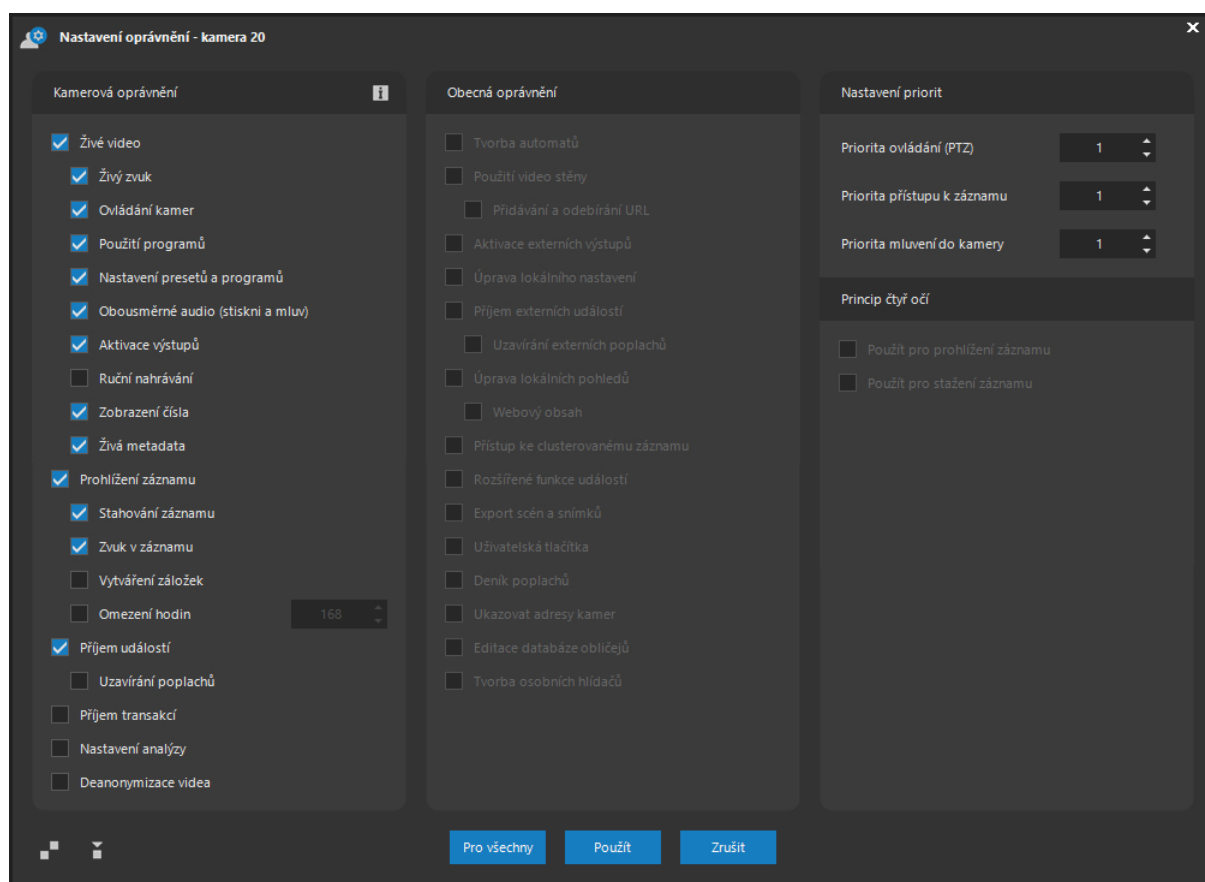 Nastavení oprávnění - kamera 20
Kamerová oprávnění
Živé video
Živý zvuk
Ovládání kamer
Použití programů
Nastavení presetů a programů
Obousměrné audio (stiskni a mluv)
Aktivace výstupů
Ruční nahrávání
Zobrazení čísla
Živá metadata
Prohlížení záznamu
Stahování záznamu
Zvuk v záznamu
Vytváření záložek
Omezení hodin 168
Příjem událostí
Uzavírání poplachů
Příjem transakcí
Nastavení analýzy
Deanonymizace videa
Obecná oprávnění
Tvorba automatů
Použití video stěny
Přidávání a odebírání URL
Aktivace externích výstupů
Úprava lokálního nastavení
Příjem externích událostí
Uzavírání externích poplachů
Úprava lokálních pohledů
Webový obsah
Přístup ke clusterovanému záznamu
Rozšířené funkce událostí
Export scén a snímků
Uživatelská tlačítka
Deník poplachů
Ukazovat adresy kamer
Editace databáze obličejů
Tvorba osobních hlídačů
Nastavení priorit
Priorita ovládání (PTZ) 1
Priorita přístupu k záznamu 1
Priorita mluvení do kamery 1
Princip čtyř očí
Použít pro prohlížení záznamu
Použít pro stažení záznamu
Pro všechny
Použít
Zrušit